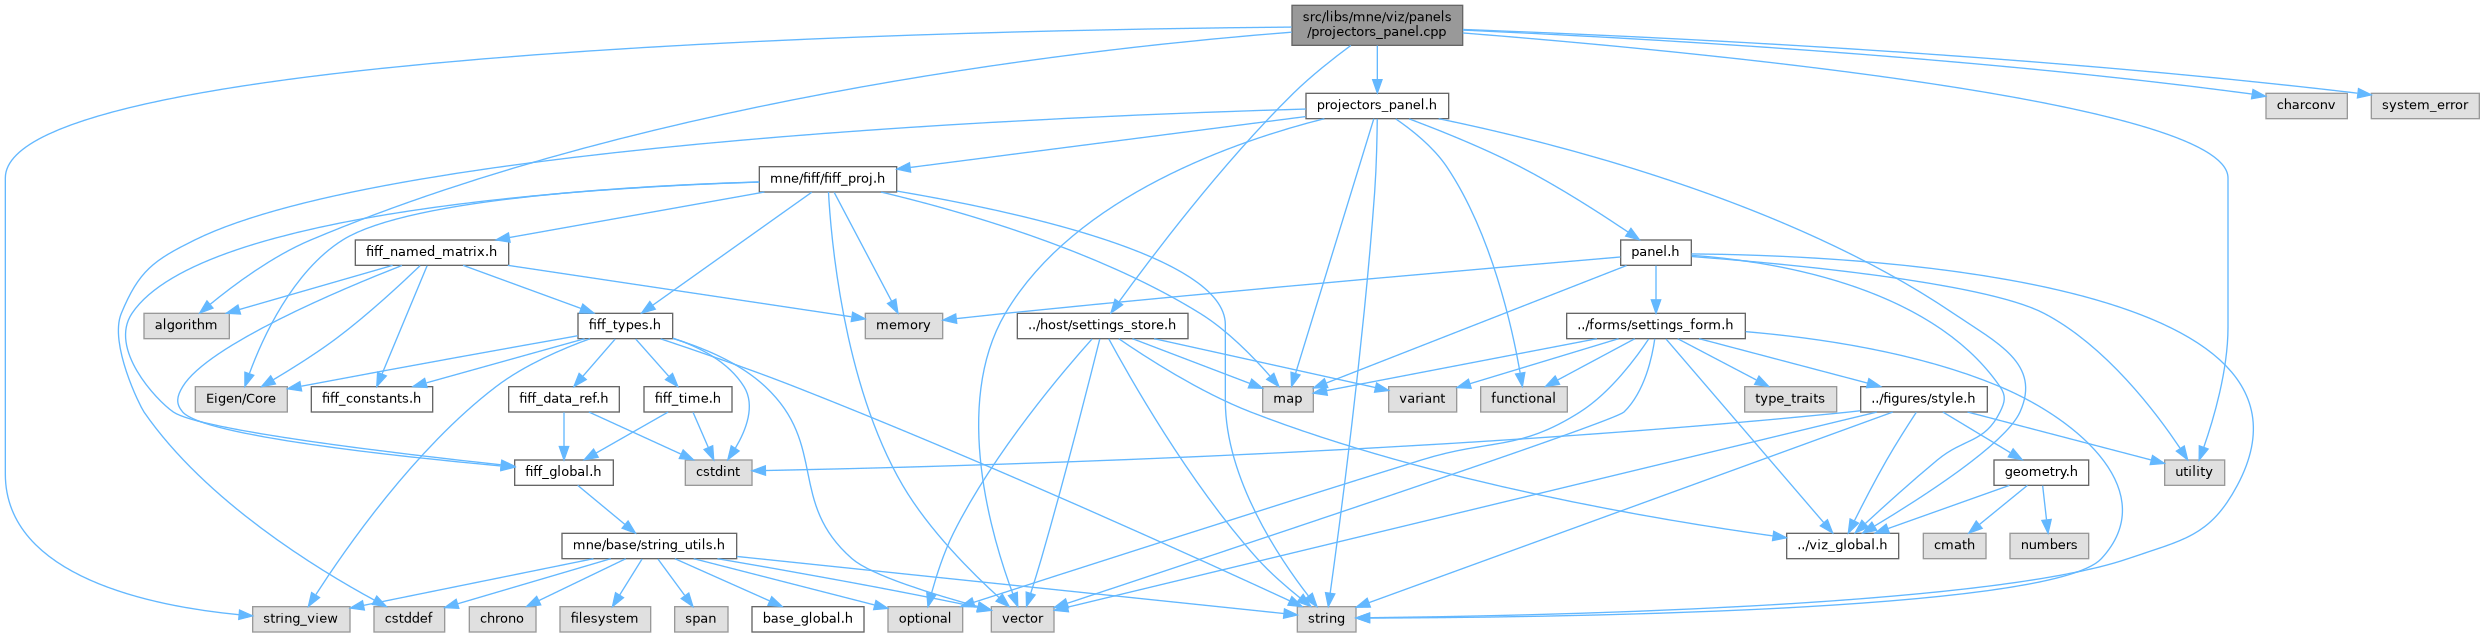 src/libs/mne/viz/panels
/projectors_panel.cpp
projectors_panel.h
charconv
system_error
mne/fiff/fiff_proj.h
fiff_named_matrix.h
panel.h
algorithm
memory
fiff_types.h
../host/settings_store.h
../forms/settings_form.h
Eigen/Core
fiff_constants.h
fiff_data_ref.h
fiff_time.h
map
variant
functional
type_traits
../figures/style.h
fiff_global.h
cstdint
geometry.h
utility
mne/base/string_utils.h
../viz_global.h
cmath
numbers
string_view
cstddef
chrono
filesystem
span
base_global.h
optional
vector
string